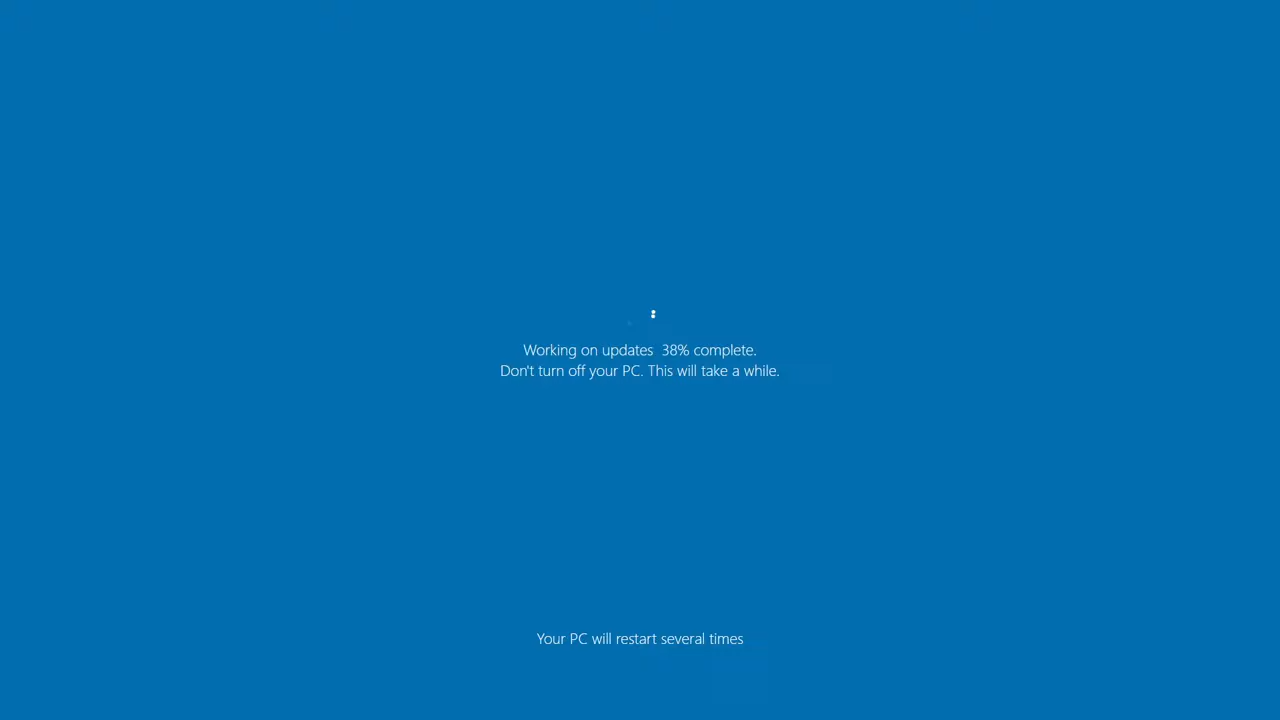 Working on updates  38% complete.
Don't turn off your PC. This will take a while.
Your PC will restart several times